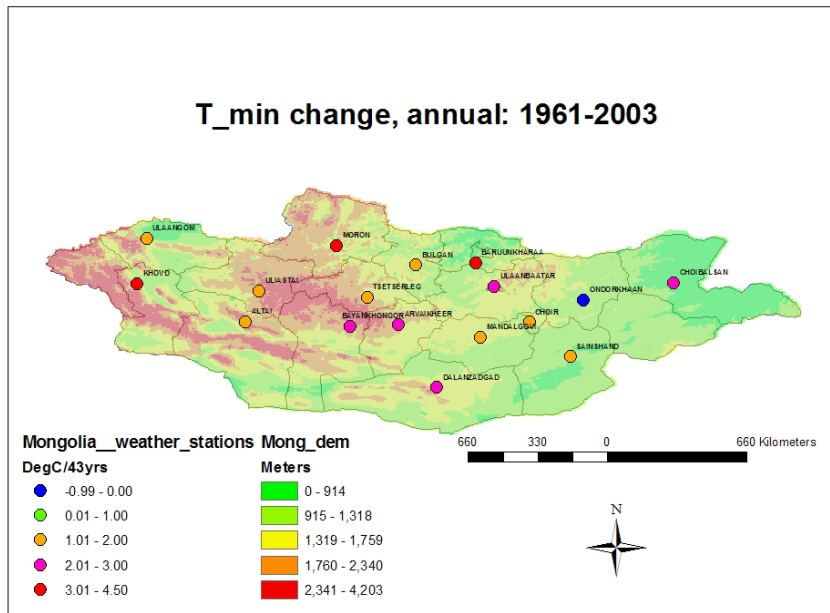 T_min change, annual: 1961-2003
ULAANGOM
MORON
BULGAN
BARUUNKHARAA
KHOVD
ULIASTAI
TSETSERLEG
ULAANBAATAR
CHOIBALSAN
ONDORKHAAN
ALTAI
BAYANKHONGOR
ARVAIKHEER
CHOIR
MANDALGOVI
SAINSHAND
DALANZADGAD
Mongolia__weather_stations
DegC/43yrs
-0.99 - 0.00
0.01 - 1.00
1.01 - 2.00
2.01 - 3.00
3.01 - 4.50
Mong_dem
Meters
0 - 914
915 - 1,318
1,319 - 1,759
1,760 - 2,340
2,341 - 4,203
660 330 0 660 Kilometers
N